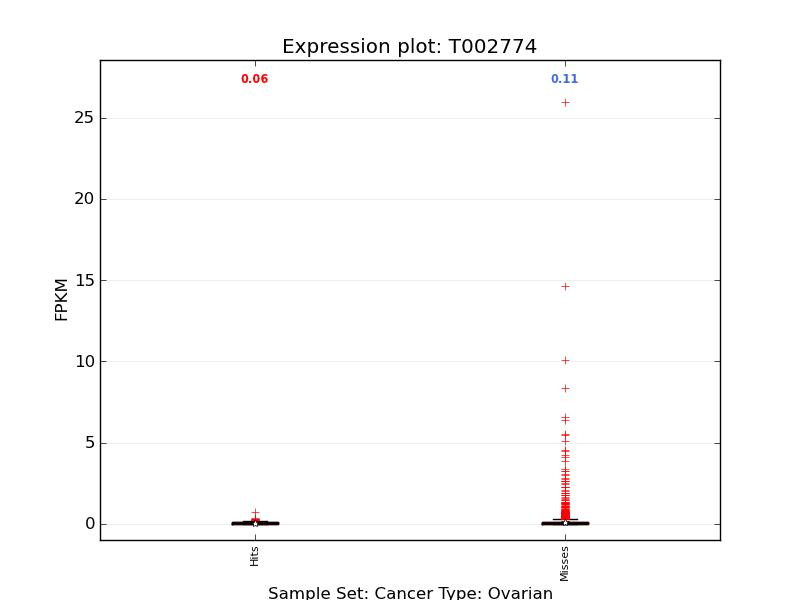 Expression plot: T002774
0.06
0.11
25
20
15
10
5
0
FPKM
Hits
Misses
Sample Set: Cancer Type: Ovarian